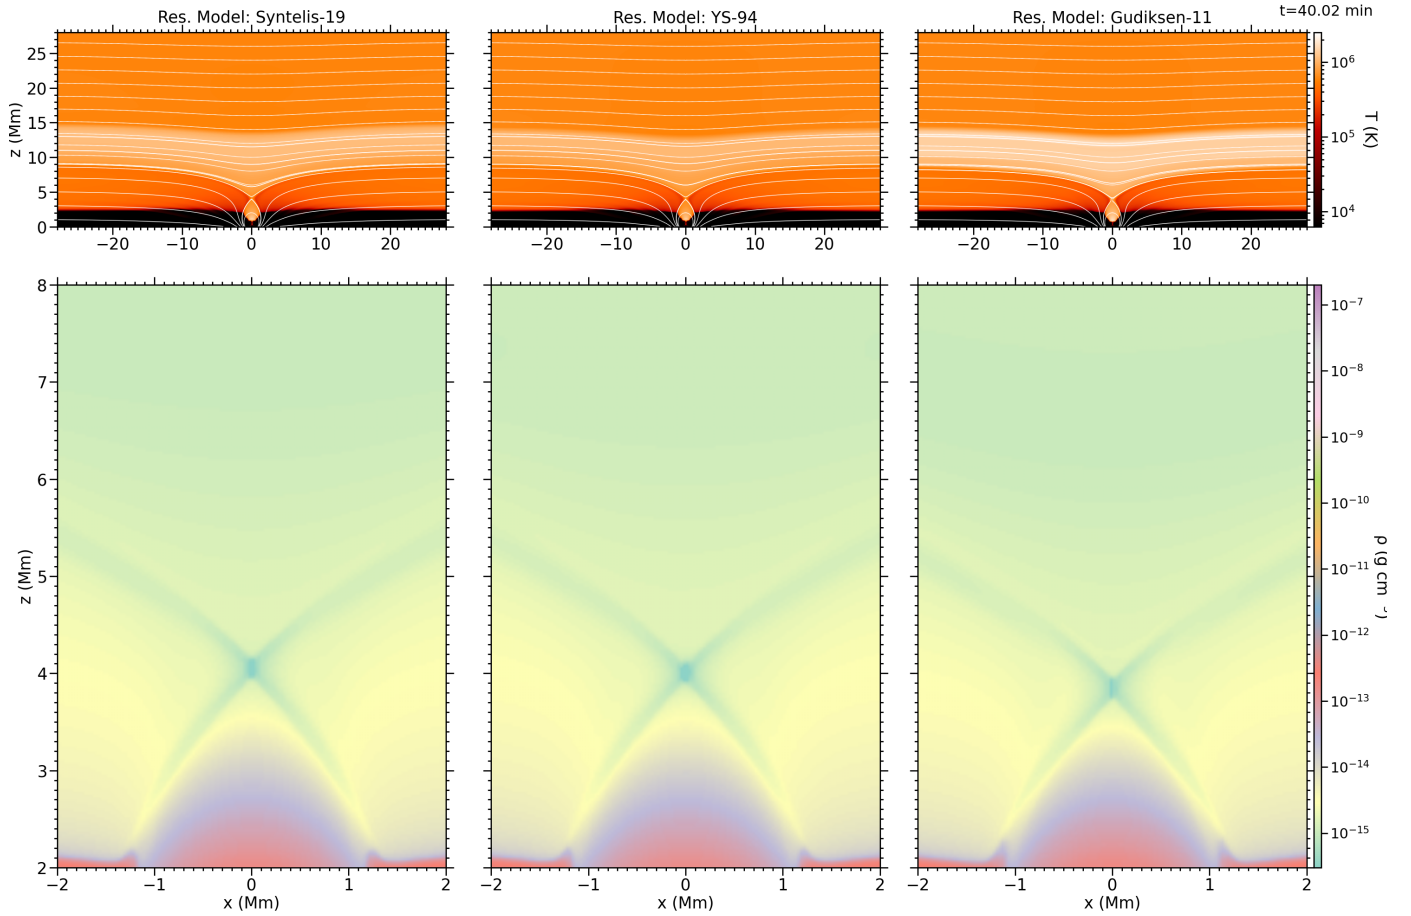 t=40.02 min
Res. Model: Syntelis-19 Res. Model: YS-94 Res. Model: Gudiksen-11
z (Mm)
25
20
15
10
5
0
−20 −10 0 10 20
−20 −10 0 10 20
−20 −10 0 10 20
10⁶
10⁵
10⁴
T (K)
z (Mm)
8
7
6
5
4
3
2
−2 −1 0 1 2
−2 −1 0 1 2
−2 −1 0 1 2
x (Mm) x (Mm) x (Mm)
10⁻⁷
10⁻⁸
10⁻⁹
10⁻¹⁰
10⁻¹¹
10⁻¹²
10⁻¹³
10⁻¹⁴
10⁻¹⁵
ρ (g cm